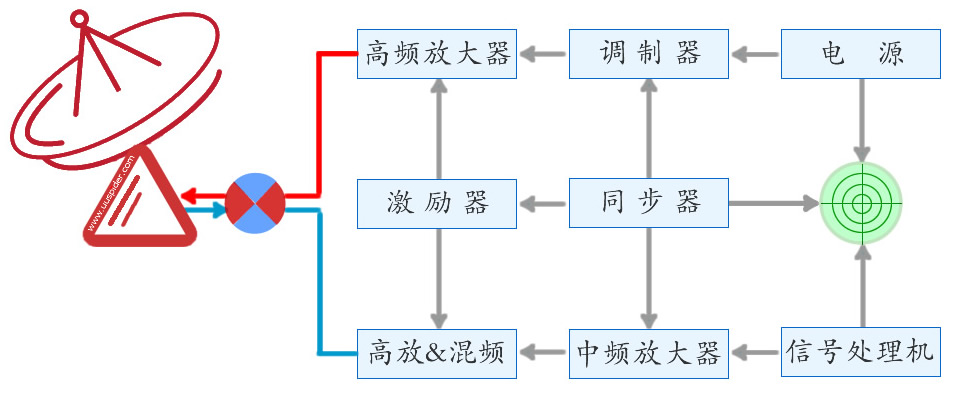 高频放大器
调制器
电 源
www.uuspider.com
激励器
同步器
高放&混频
中频放大器
信号处理机